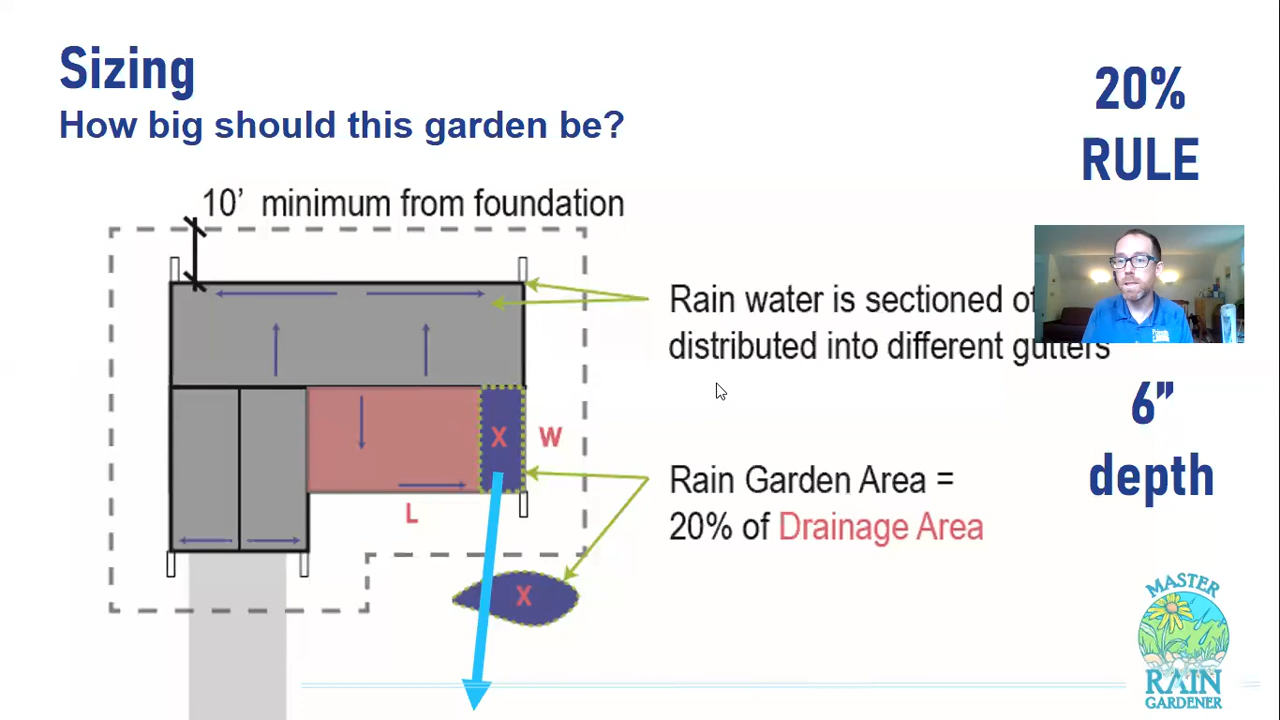 Sizing
How big should this garden be?
20%
RULE
10' minimum from foundation
Rain water is sectioned
distributed into different gutters
X
W
L
6”
depth
Rain Garden Area =
20% of Drainage Area
X
MASTER
RAIN
GARDENER